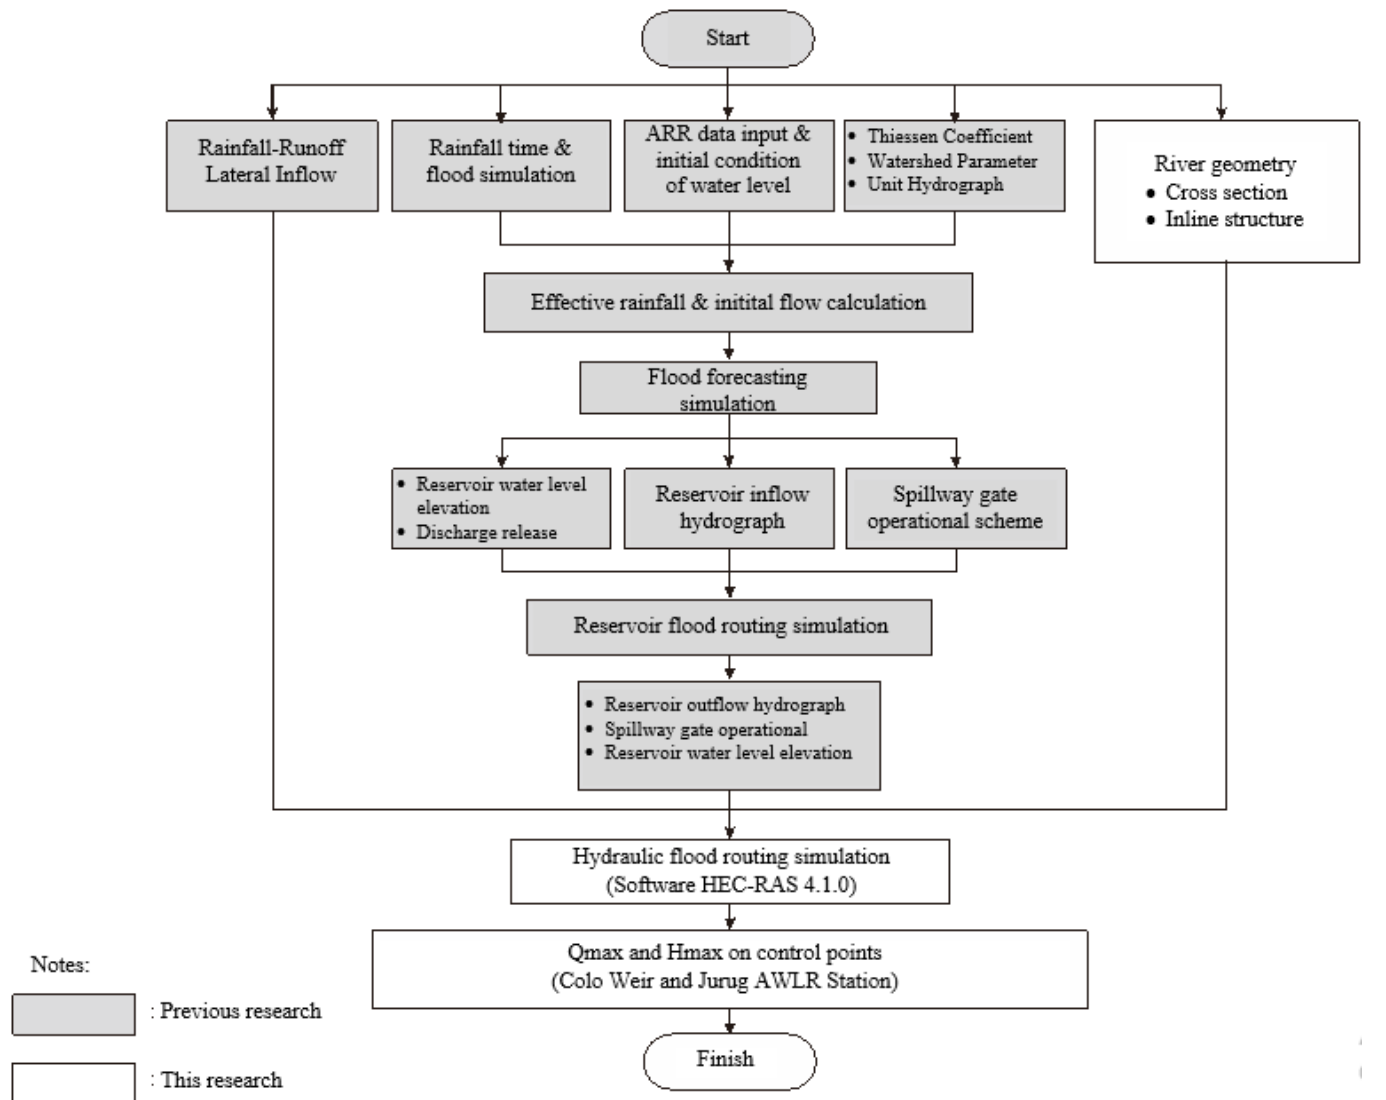 Start
Rainfall-Runoff
Lateral Inflow
Rainfall time &
flood simulation
ARR data input &
initial condition
of water level
• Thiessen Coefficient
• Watershed Parameter
• Unit Hydrograph
River geometry
• Cross section
• Inline structure
Effective rainfall & initital flow calculation
Flood forecasting
simulation
• Reservoir water level
elevation
• Discharge release
Reservoir inflow
hydrograph
Spillway gate
operational scheme
Reservoir flood routing simulation
• Reservoir outflow hydrograph
• Spillway gate operational
• Reservoir water level elevation
Hydraulic flood routing simulation
(Software HEC-RAS 4.1.0)
Qmax and Hmax on control points
(Colo Weir and Jurug AWLR Station)
Finish
Notes:
: Previous research
: This research